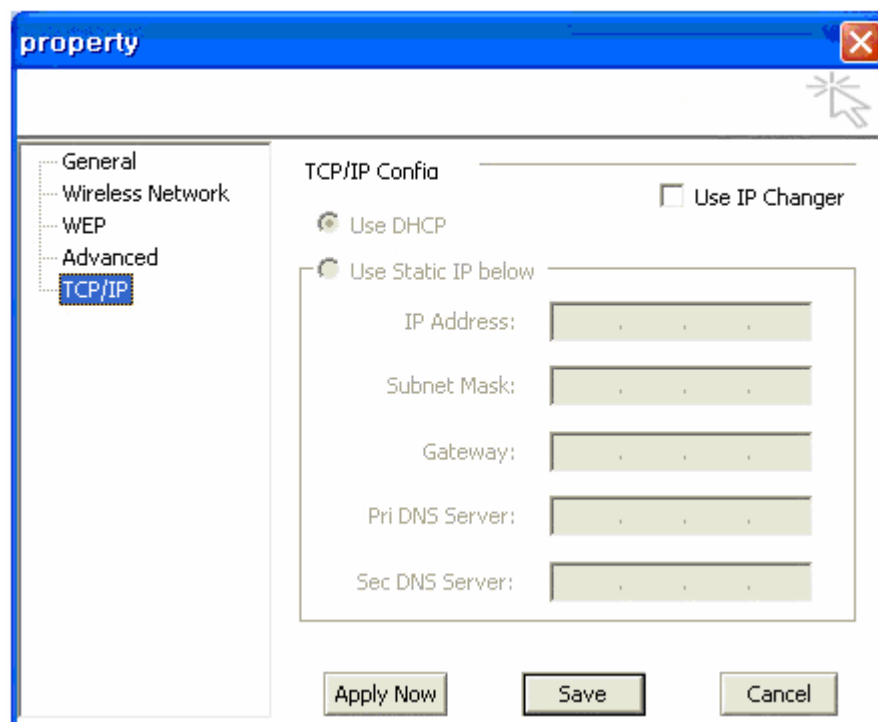 property
General
Wireless Network
WEP
Advanced
TCP/IP
TCP/IP Config
Use IP Changer
Use DHCP
Use Static IP below
IP Address:
Subnet Mask:
Gateway:
Pri DNS Server:
Sec DNS Server:
Apply Now
Save
Cancel